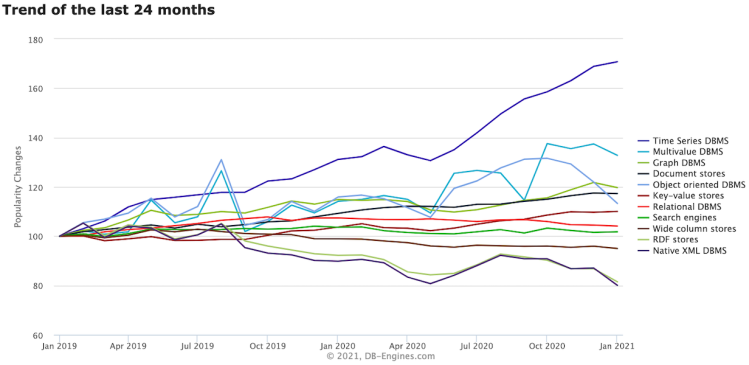 Trend of the last 24 months
180
160
140
120
100
80
60
Popularity Changes
Jan 2019
Apr 2019
Jul 2019
Oct 2019
Jan 2020
Apr 2020
Jul 2020
Oct 2020
Jan 2021
© 2021, DB-Engines.com
Time Series DBMS
Multivalue DBMS
Graph DBMS
Document stores
Object oriented DBMS
Key-value stores
Relational DBMS
Search engines
Wide column stores
RDF stores
Native XML DBMS